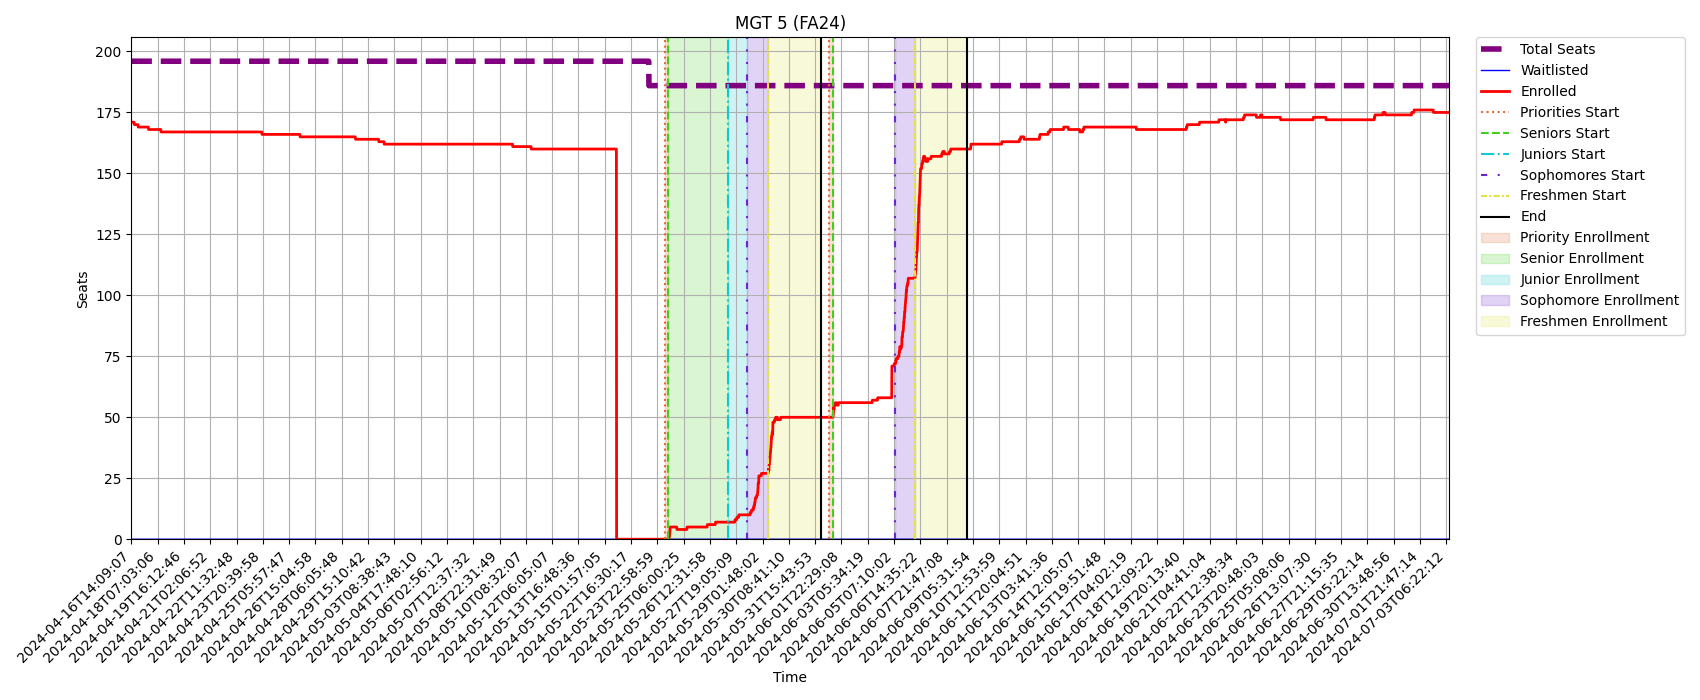 MGT 5 (FA24)
Seats
200
175
150
125
100
75
50
25
0
2024-04-16T14:09:07
2024-04-18T07:03:06
2024-04-19T16:12:46
2024-04-21T02:06:52
2024-04-22T11:32:48
2024-04-23T20:39:58
2024-04-25T05:57:47
2024-04-26T15:04:58
2024-04-28T06:05:48
2024-04-29T15:10:42
2024-05-03T08:38:43
2024-05-04T17:48:10
2024-05-06T02:56:12
2024-05-07T12:37:32
2024-05-08T22:31:49
2024-05-10T08:32:07
2024-05-12T06:05:07
2024-05-13T16:48:36
2024-05-15T01:57:05
2024-05-22T16:30:17
2024-05-23T22:58:59
2024-05-25T06:00:25
2024-05-26T12:31:58
2024-05-27T19:05:09
2024-05-29T01:48:02
2024-05-30T08:41:10
2024-05-31T15:43:53
2024-06-01T22:29:08
2024-06-03T05:34:19
2024-06-05T07:10:02
2024-06-06T14:35:22
2024-06-07T21:47:08
2024-06-09T05:31:54
2024-06-10T12:53:59
2024-06-11T20:04:51
2024-06-13T03:41:36
2024-06-14T12:05:07
2024-06-15T19:51:48
2024-06-17T04:02:19
2024-06-18T12:09:22
2024-06-19T20:13:40
2024-06-21T04:41:04
2024-06-22T12:38:34
2024-06-23T20:48:03
2024-06-25T05:08:06
2024-06-26T13:07:30
2024-06-27T21:15:35
2024-06-29T05:22:14
2024-06-30T13:48:56
2024-07-01T21:47:14
2024-07-03T06:22:12
Time
Total Seats
Waitlisted
Enrolled
Priorities Start
Seniors Start
Juniors Start
Sophomores Start
Freshmen Start
End
Priority Enrollment
Senior Enrollment
Junior Enrollment
Sophomore Enrollment
Freshmen Enrollment